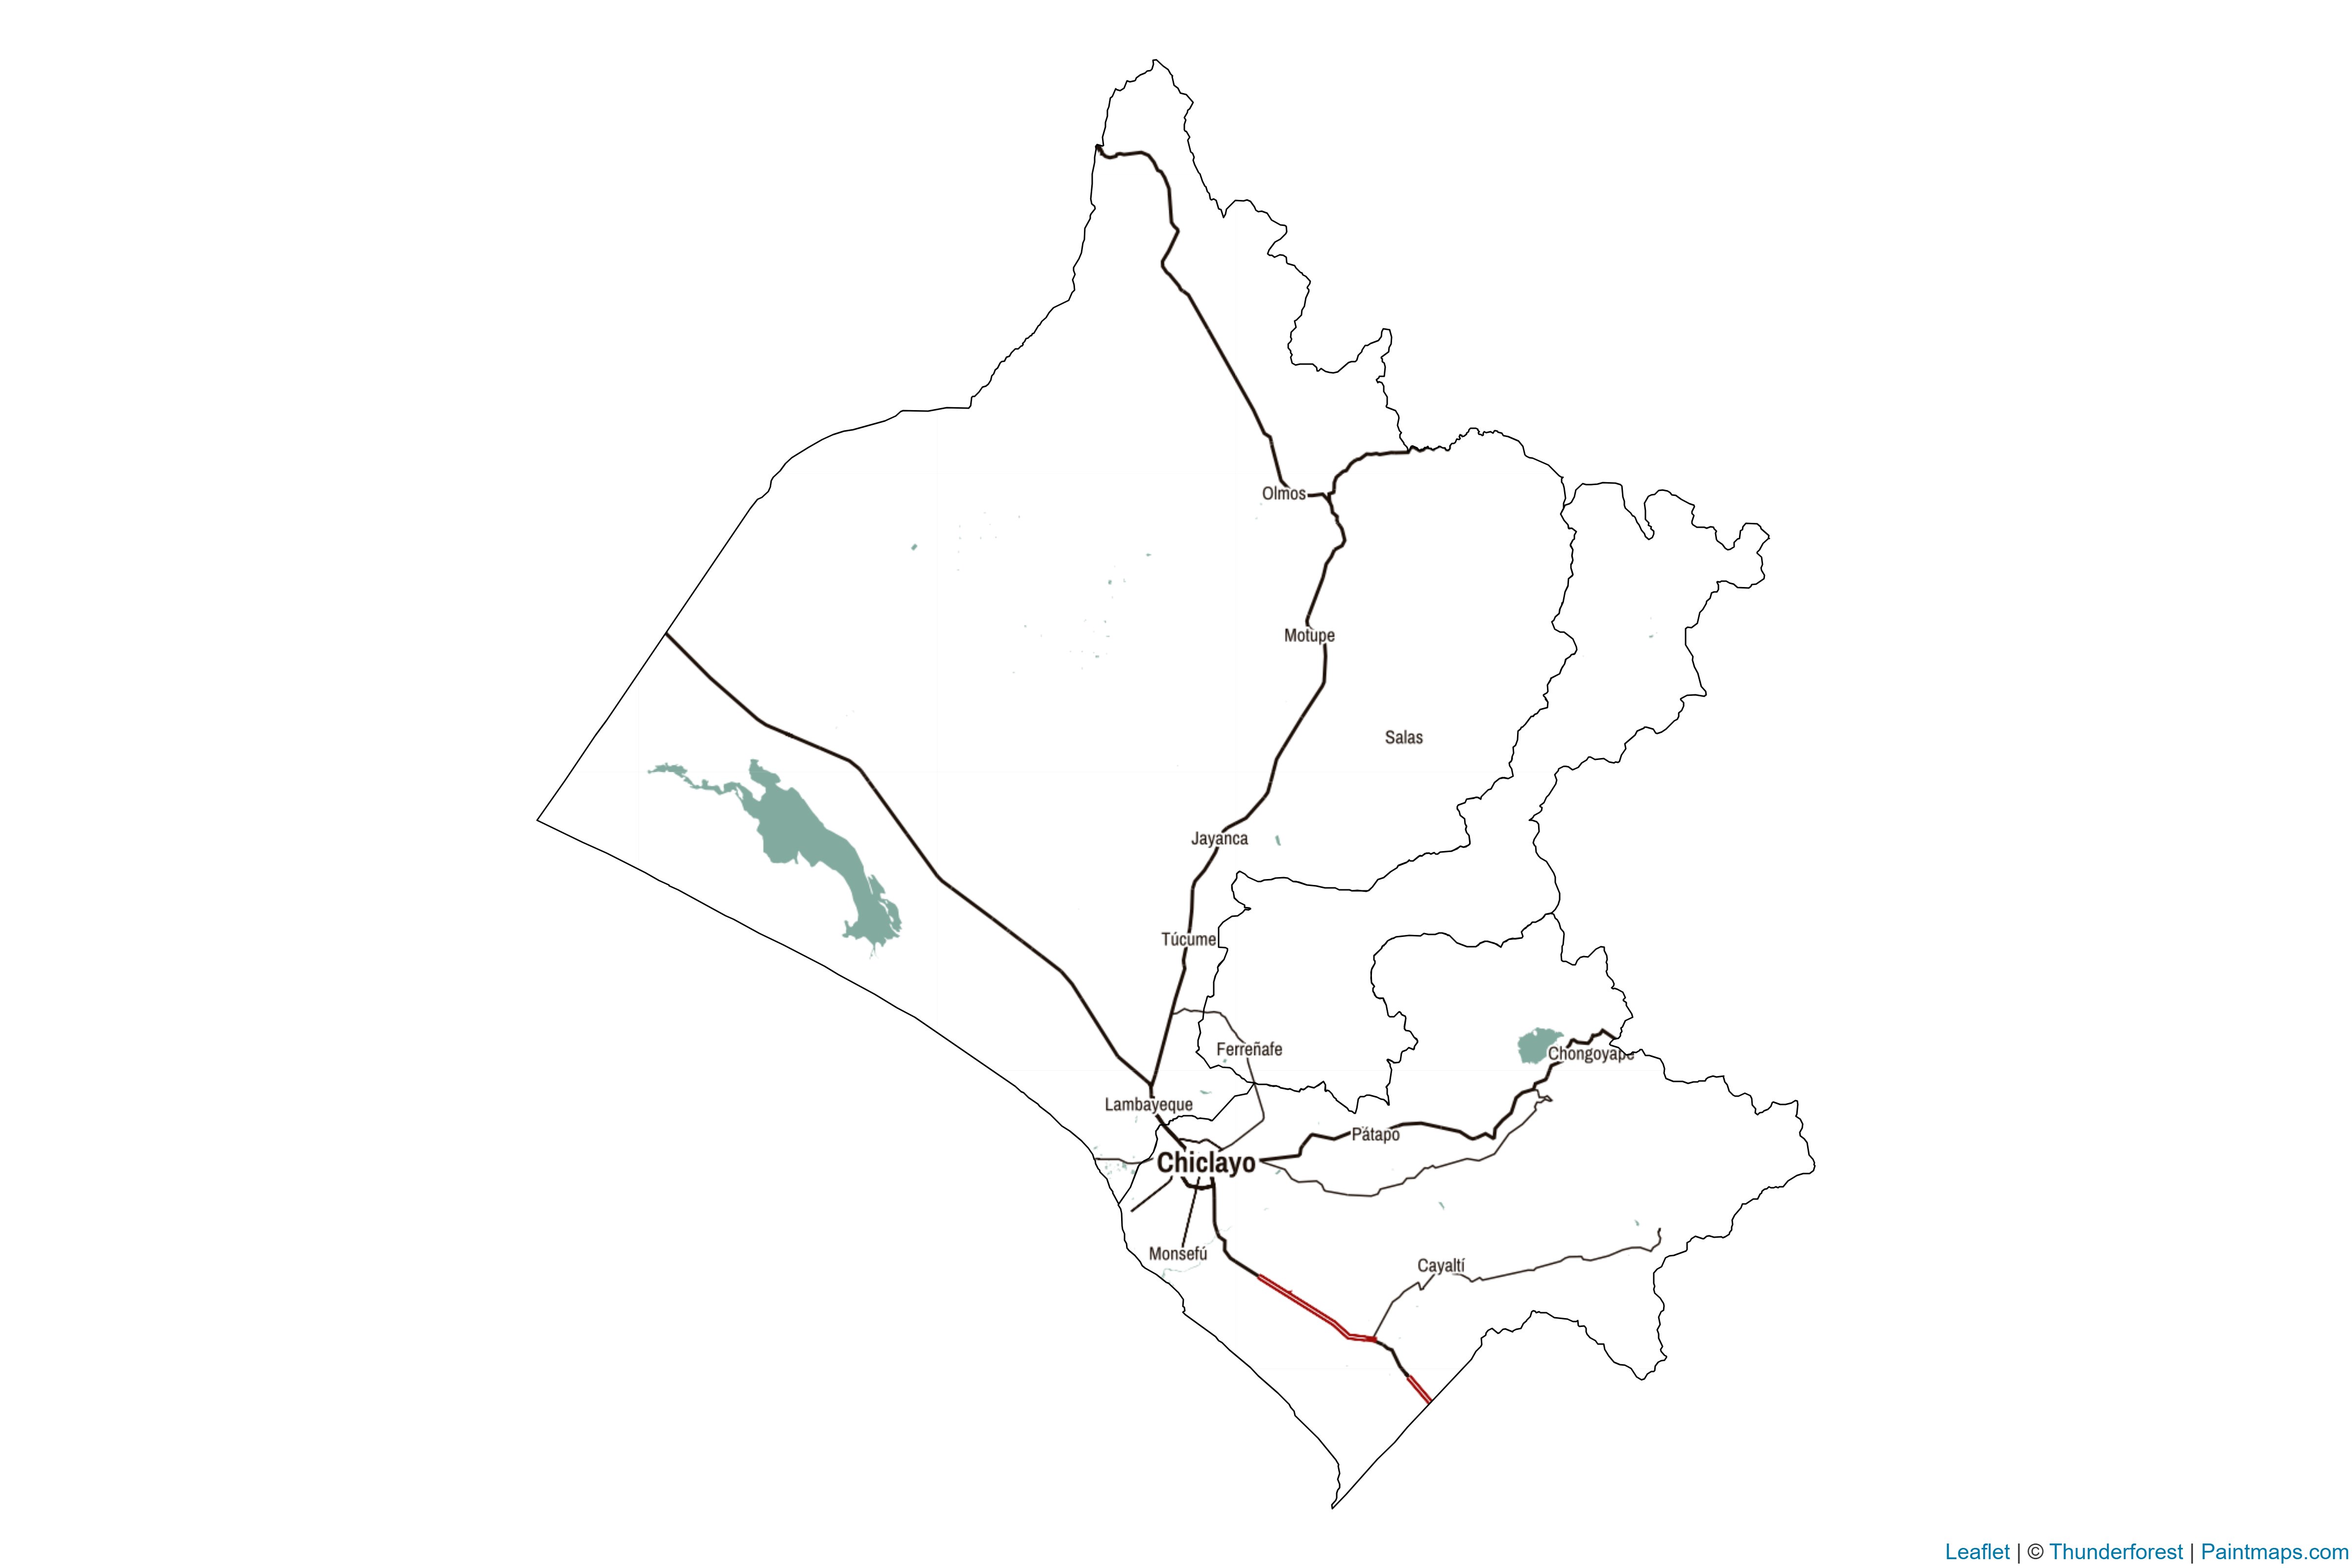 Olmos
Motupe
Salas
Jayanca
Túcume
Ferreñafe
Chongoyape
Lambayeque
Pátapo
Chiclayo
Monsefú
Cayaltí
Leaflet | © Thunderforest | Paintmaps.com